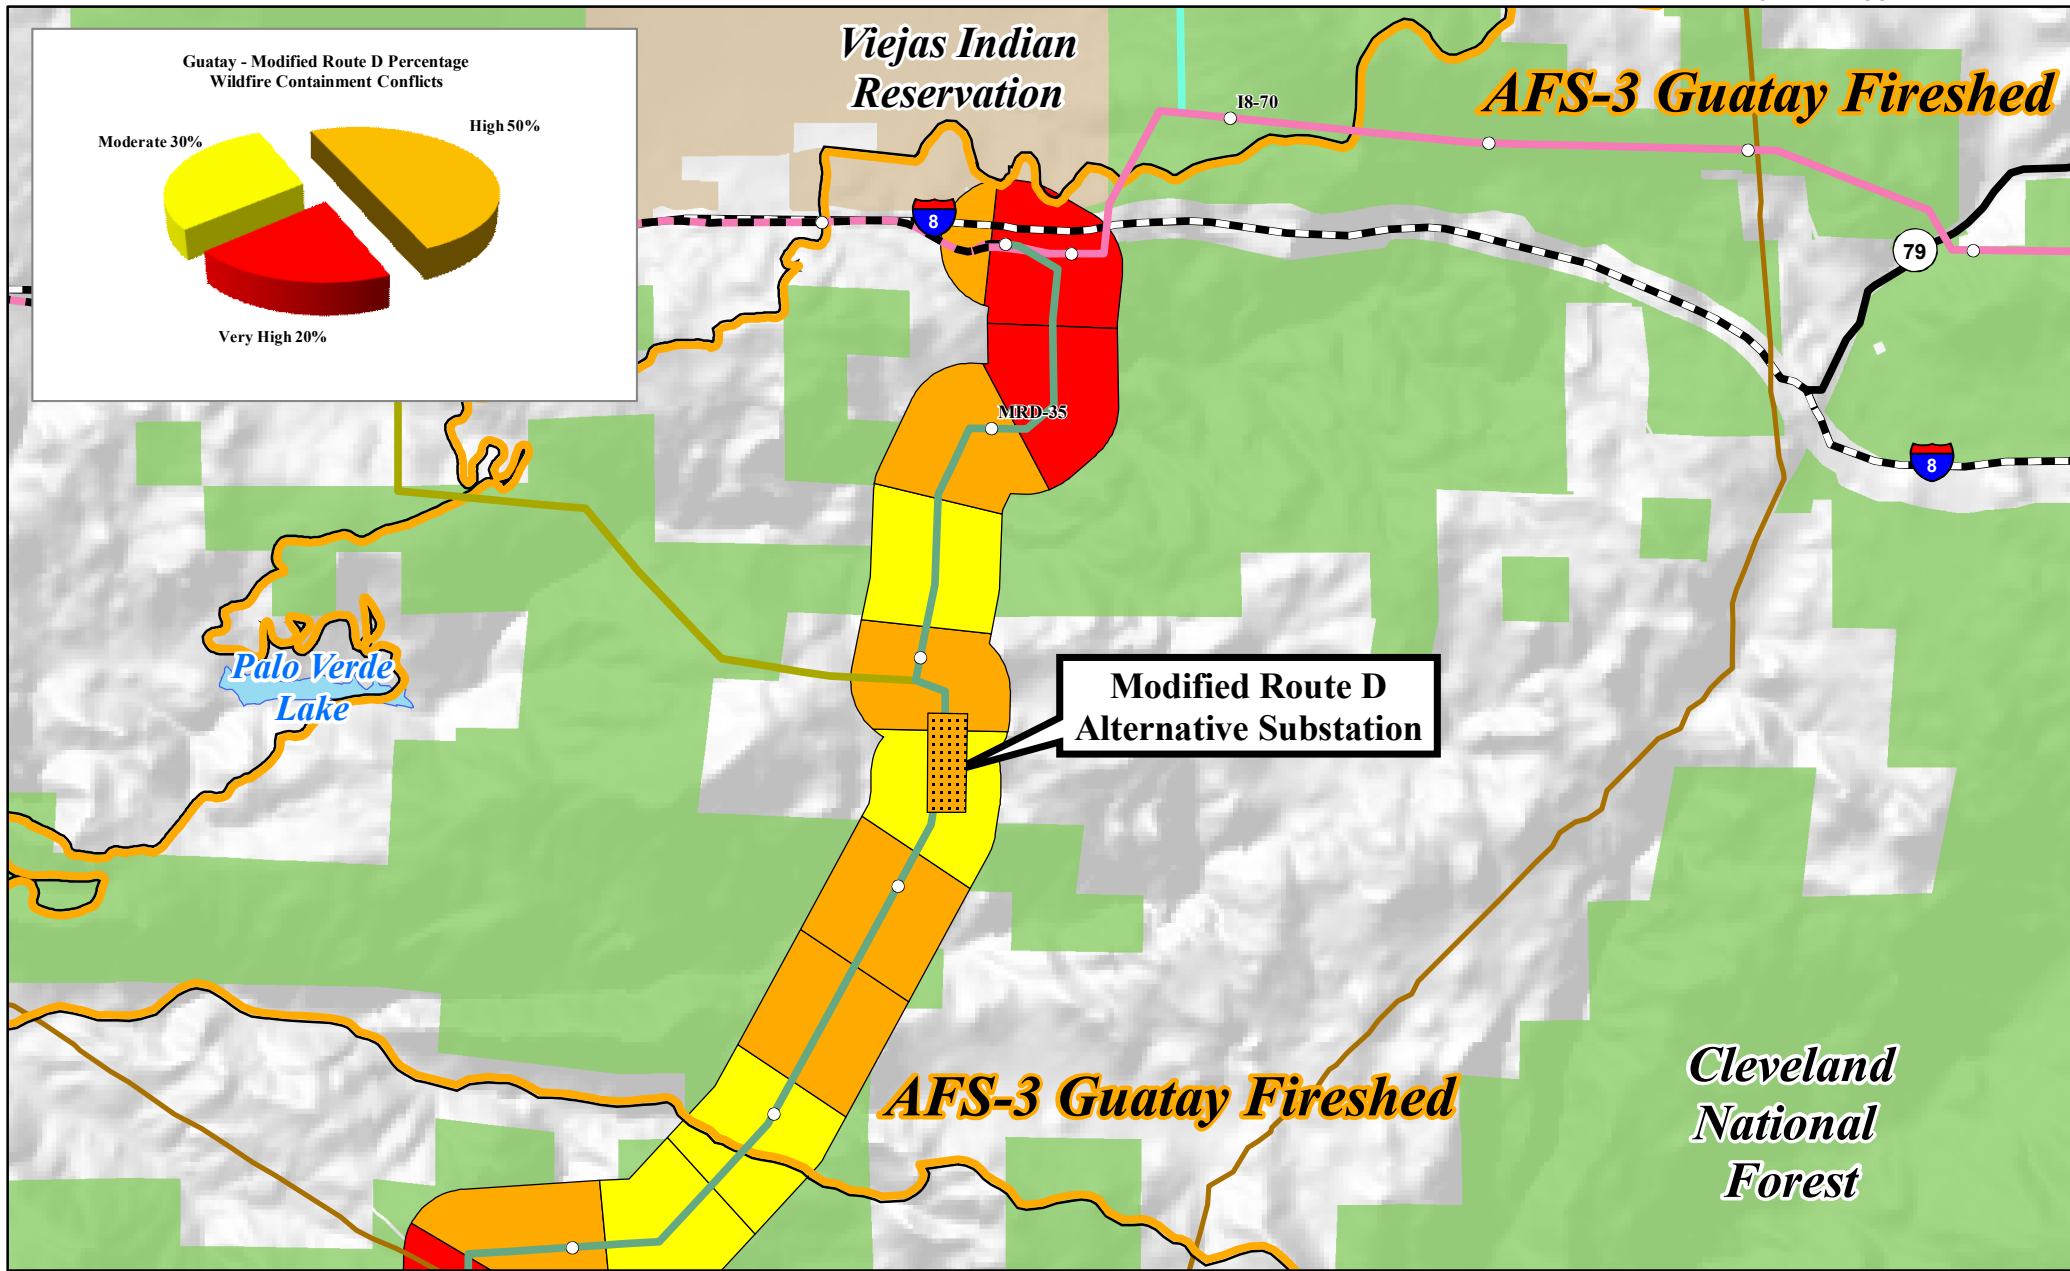 Guatay - Modified Route D Percentage
Wildfire Containment Conflicts
High 50%
Moderate 30%
Very High 20%
Viejas Indian
Reservation
AFS-3 Guatay Fireshed
I8-70
8
79
8
MRD-35
Palo Verde
Lake
Modified Route D
Alternative Substation
AFS-3 Guatay Fireshed
Cleveland
National
Forest